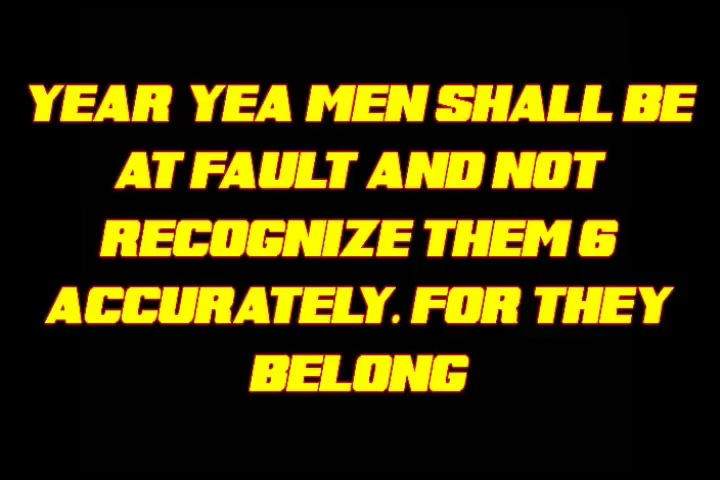 YEAR YEA MEN SHALL BE
AT FAULT AND NOT
RECOGNIZE THEM 6
ACCURATELY. FOR THEY
BELONG